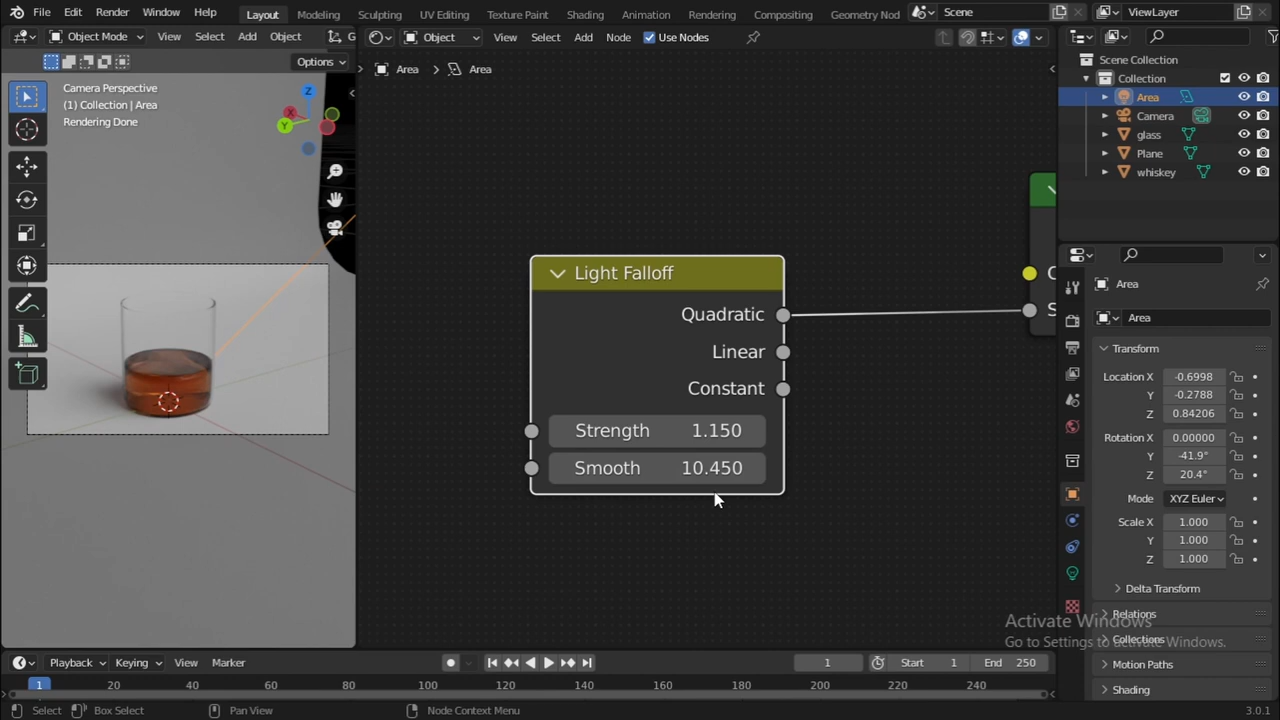 File Edit Render Window Help Layout Modeling Sculpting UV Editing Texture Paint Shading Animation Rendering Compositing Geometry Nod Scene ViewLayer
Object Mode View Select Add Object G Object View Select Add Node Use Nodes
Options
Area Area
Camera Perspective
(1) Collection | Area
Rendering Done
Z
X
Y
Scene Collection
Collection
Area
Camera
glass
Plane
whiskey
Light Falloff
Quadratic
Linear
Constant
Strength 1.150
Smooth 10.450
C
S
Area
Area
Transform
Location X -0.6998
Y -0.2788
Z 0.84206
Rotation X 0.00000
Y -41.9°
Z 20.4°
Mode XYZ Euler
Scale X 1.000
Y 1.000
Z 1.000
Delta Transform
Relations
Collections
Motion Paths
Shading
Activate Windows
Go to Settings to activate Windows.
Playback Keying View Marker 1 Start 1 End 250
1 20 40 60 80 100 120 140 160 180 200 220 240
Select Box Select Pan View Node Context Menu 3.0.1